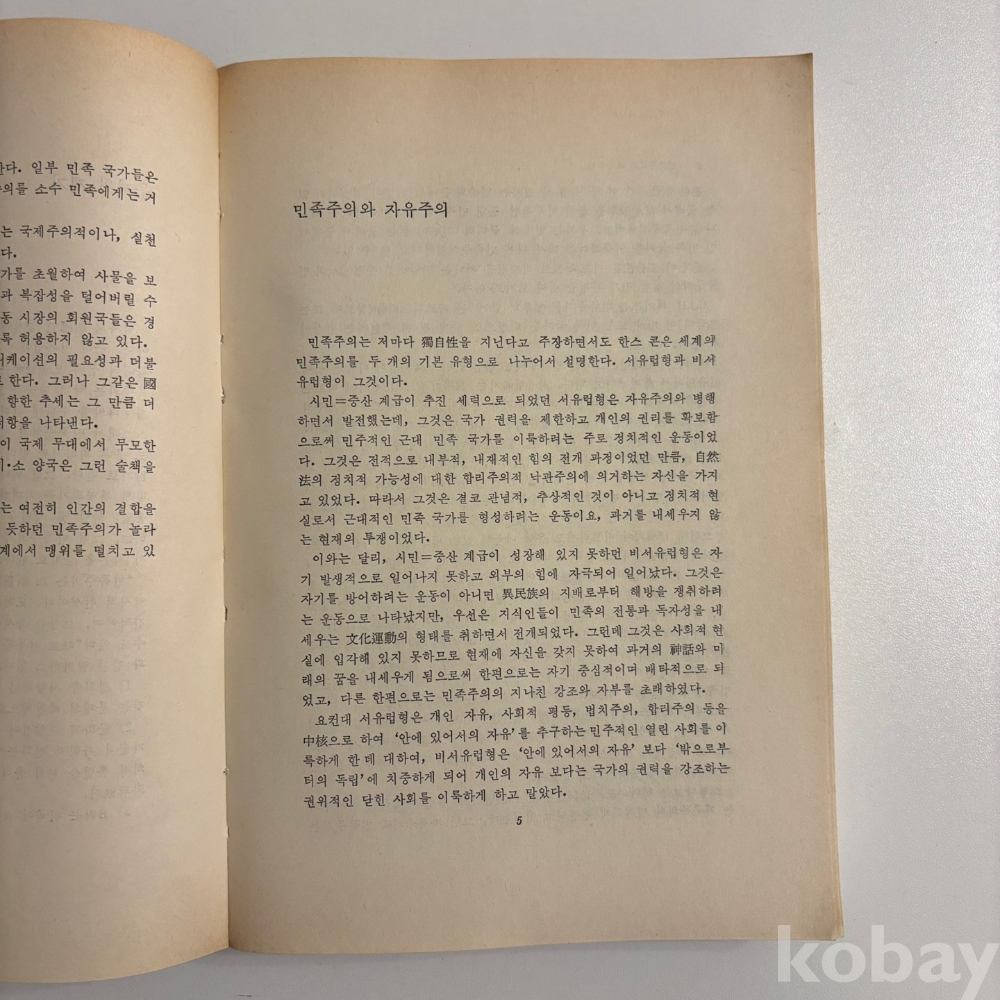 한다. 일부 민족 국가들은
의를 소수 민족에게는 거
는 국제주의적이나, 실천
다.
가를 초월하여 사물을 보
과 복잡성을 털어버릴 수
동 시장의 회원국들은 경
록 허용하지 않고 있다.
케이션의 필요성과 더불
한다. 그러나 그같은 國
향한 추세는 그 만큼 더
저항을 나타낸다.
이 국제 무대에서 무모한
미·소 양국은 그런 술책을
는 여전히 인간의 결합을
듯하던 민족주의가 놀라
계에서 맹위를 떨치고 있
민족주의와 자유주의
민족주의는 저마다 獨自性을 지닌다고 주장하면서도 한스 콘은 세계의
민족주의를 두 개의 기본 유형으로 나누어서 설명한다. 서유럽형과 비서
유럽형이 그것이다.
시민=중산 계급이 추진 세력으로 되었던 서유럽형은 자유주의와 병행
하면서 발전했는데, 그것은 국가 권력을 제한하고 개인의 권리를 확보함
으로써 민주적인 근대 민족 국가를 이룩하려는 주로 정치적인 운동이었
다. 그것은 전적으로 내부적, 내재적인 힘의 전개 과정이었던 만큼, 自然
法의 정치적 가능성에 대한 합리주의적 낙관주의에 의거하는 자신을 가지
고 있었다. 따라서 그것은 결코 관념적, 추상적인 것이 아니고 정치적 현
실로서 근대적인 민족 국가를 형성하려는 운동이요, 과거를 내세우지 않
는 현재의 투쟁이었다.
이와는 달리, 시민=중산 계급이 성장해 있지 못하던 비서유럽형은 자
기 발생적으로 일어나지 못하고 외부의 힘에 자극되어 일어났다. 그것은
자기를 방어하려는 운동이 아니면 異民族의 지배로부터 해방을 쟁취하려
는 운동으로 나타났지만, 우선은 지식인들이 민족의 전통과 독자성을 내
세우는 文化運動의 형태를 취하면서 전개되었다. 그런데 그것은 사회적 현
실에 입각해 있지 못하므로 현재에 자신을 갖지 못하여 과거의 神話와 미
래의 꿈을 내세우게 됨으로써 한편으로는 자기 중심적이며 배타적으로 되
었고, 다른 한편으로는 민족주의의 지나친 강조와 자부를 초래하였다.
요컨대 서유럽형은 개인 자유, 사회적 평등, 법치주의, 합리주의 등을
中核으로 하여 ‘안에 있어서의 자유’를 추구하는 민주적인 열린 사회를 이
룩하게 한 데 대하여, 비서유럽형은 ‘안에 있어서의 자유’ 보다 ‘밖으로부
터의 독립’에 치중하게 되어 개인의 자유 보다는 국가의 권력을 강조하는
권위적인 닫힌 사회를 이룩하게 하고 말았다.
5
kobay